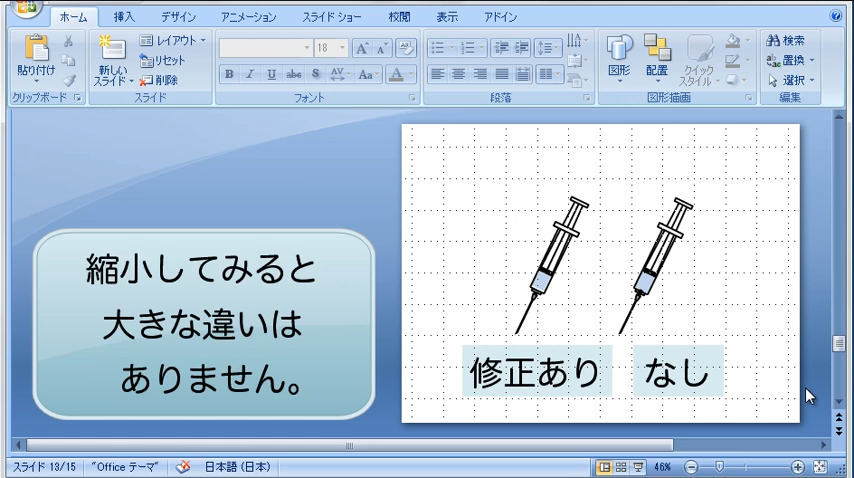 ホーム 挿入 デザイン アニメーション スライド ショー 校閲 表示 アドイン
貼り付け
クリップボード
新しい
スライド
レイアウト
リセット
削除
スライド
18
B I U abc S AV Aa A
フォント
段落
図形
配置
クイック
スタイル
図形描画
検索
置換
選択
編集
縮小してみると
大きな違いは
ありません。
修正あり
なし
スライド 13/15 "Office テーマ" 日本語 (日本) 46%